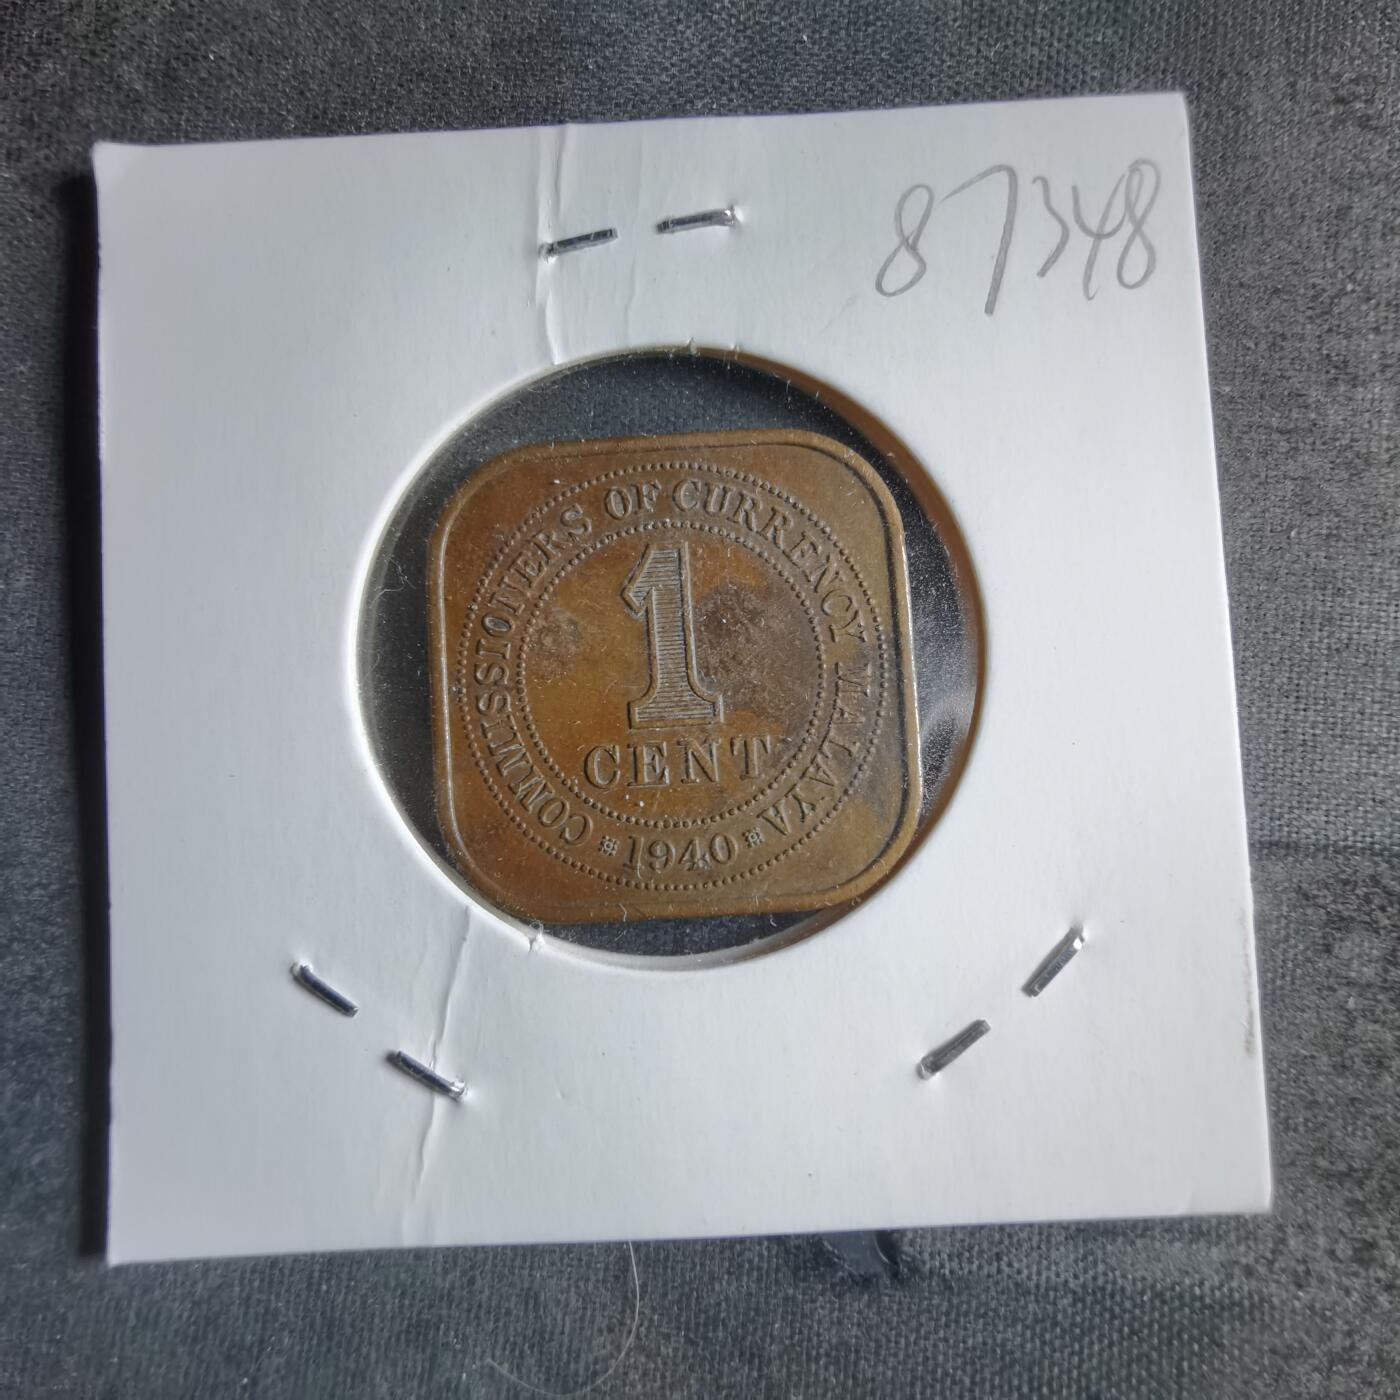 87348
COMMISSIONERS OF CURRENCY MALAYA
1
CENT
1940